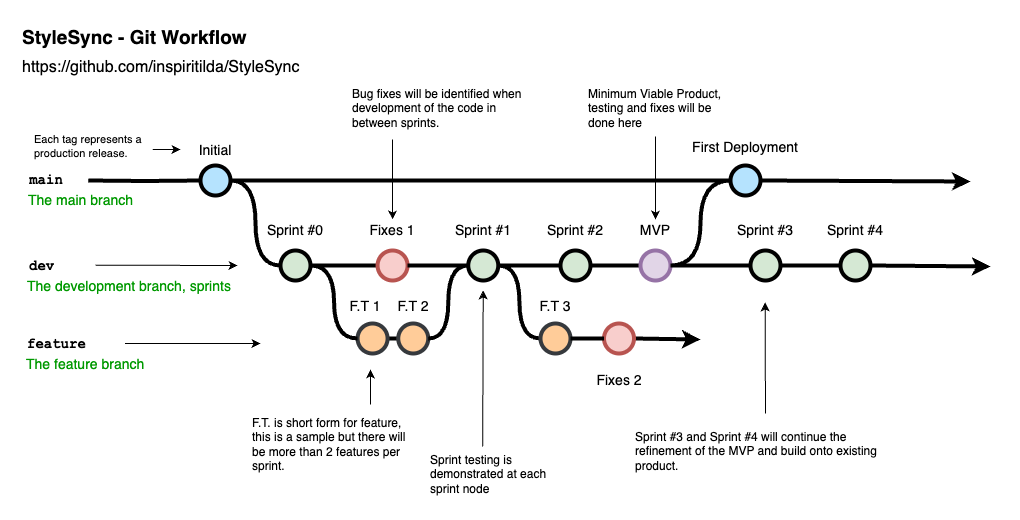 StyleSync - Git Workflow
https://github.com/inspiritilda/StyleSync
Bug fixes will be identified when
development of the code in
between sprints.
Minimum Viable Product,
testing and fixes will be
done here
Each tag represents a
production release.
Initial
First Deployment
main
The main branch
Sprint #0
Fixes 1
Sprint #1
Sprint #2
MVP
Sprint #3
Sprint #4
dev
The development branch, sprints
F.T 1
F.T 2
F.T 3
feature
The feature branch
Fixes 2
F.T. is short form for feature,
this is a sample but there will
be more than 2 features per
sprint.
Sprint testing is
demonstrated at each
sprint node
Sprint #3 and Sprint #4 will continue the
refinement of the MVP and build onto existing
product.